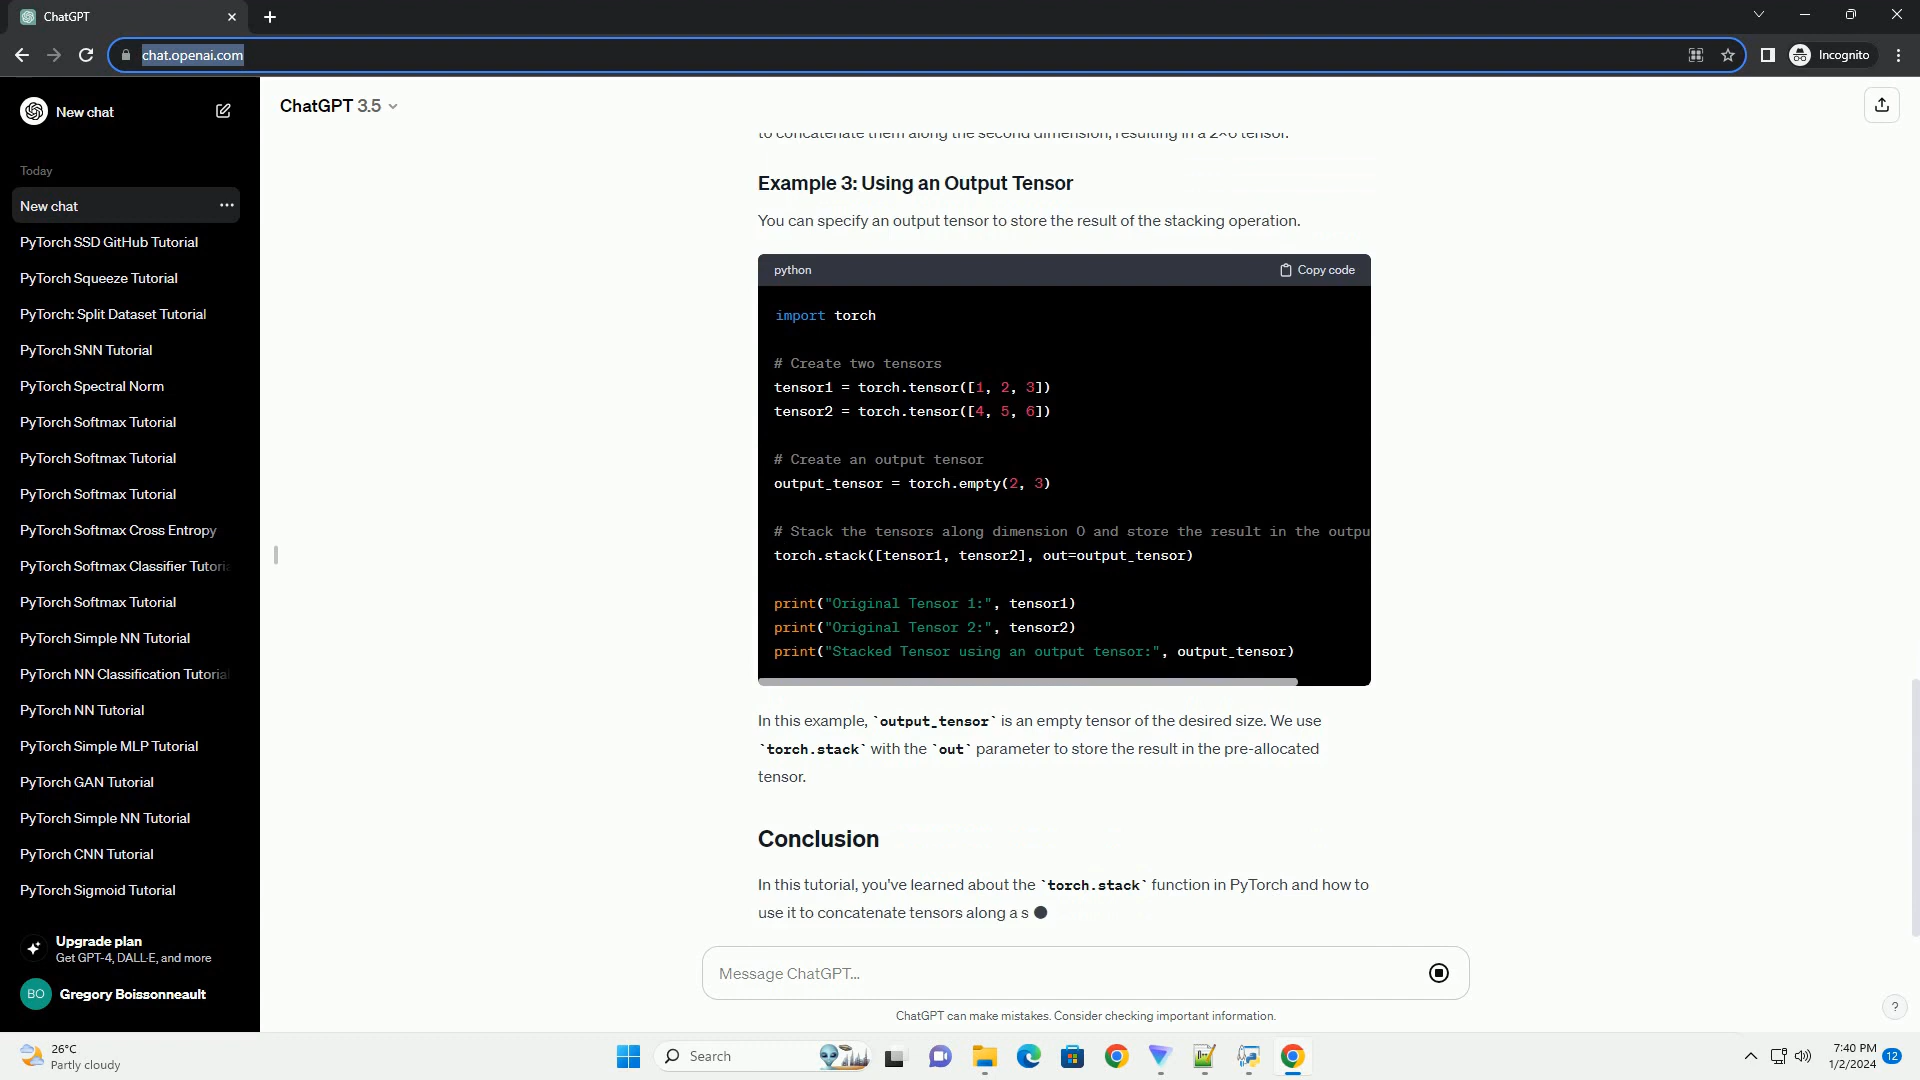 ChatGPT
chat.openai.com
Incognito
New chat
Today
New chat
PyTorch SSD GitHub Tutorial
PyTorch Squeeze Tutorial
PyTorch: Split Dataset Tutorial
PyTorch SNN Tutorial
PyTorch Spectral Norm
PyTorch Softmax Tutorial
PyTorch Softmax Tutorial
PyTorch Softmax Tutorial
PyTorch Softmax Cross Entropy
PyTorch Softmax Classifier Tutoria
PyTorch Softmax Tutorial
PyTorch Simple NN Tutorial
PyTorch NN Classification Tutorial
PyTorch NN Tutorial
PyTorch Simple MLP Tutorial
PyTorch GAN Tutorial
PyTorch Simple NN Tutorial
PyTorch CNN Tutorial
PyTorch Sigmoid Tutorial
Upgrade plan
Get GPT-4, DALL·E, and more
BO
Gregory Boissonneault
ChatGPT 3.5
to concatenate them along the second dimension, resulting in a 2×6 tensor.
Example 3: Using an Output Tensor
You can specify an output tensor to store the result of the stacking operation.
python
Copy code
import torch
# Create two tensors
tensor1 = torch.tensor([1, 2, 3])
tensor2 = torch.tensor([4, 5, 6])
# Create an output tensor
output_tensor = torch.empty(2, 3)
# Stack the tensors along dimension 0 and store the result in the outpu
torch.stack([tensor1, tensor2], out=output_tensor)
print("Original Tensor 1:", tensor1)
print("Original Tensor 2:", tensor2)
print("Stacked Tensor using an output tensor:", output_tensor)
In this example, `output_tensor` is an empty tensor of the desired size. We use
`torch.stack` with the `out` parameter to store the result in the pre-allocated
tensor.
Conclusion
In this tutorial, you've learned about the `torch.stack` function in PyTorch and how to
use it to concatenate tensors along a s
Message ChatGPT...
ChatGPT can make mistakes. Consider checking important information.
?
26°C
Partly cloudy
Search
7:40 PM
1/2/2024
12